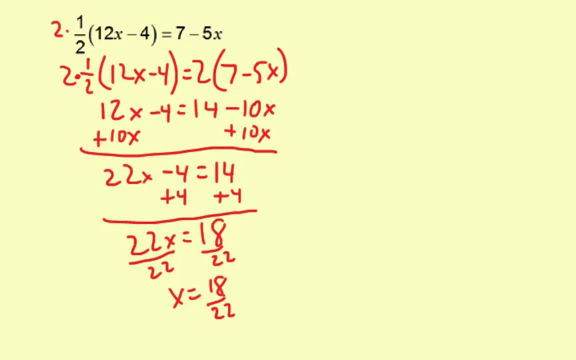 2. 1/2(12x – 4) = 7 – 5x
2 • 1/2 (12x-4) = 2(7-5x)
12x -4 = 14 -10x
+10x +10x
22x -4 = 14
+4 +4
22x = 18
22 22
x = 18/22